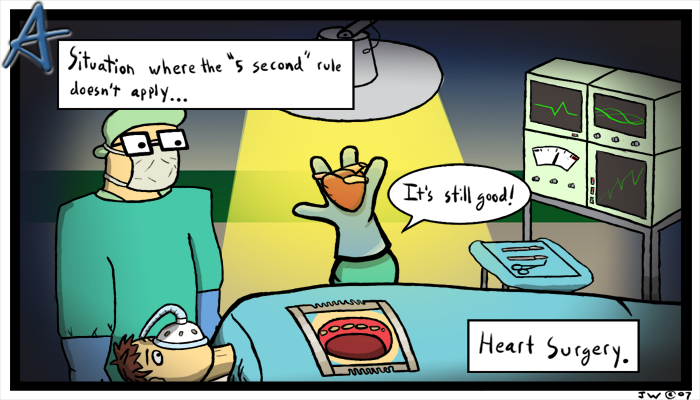 A
Situation where the "5 second" rule
doesn't apply...
It's still good!
Heart Surgery.
JW ©07